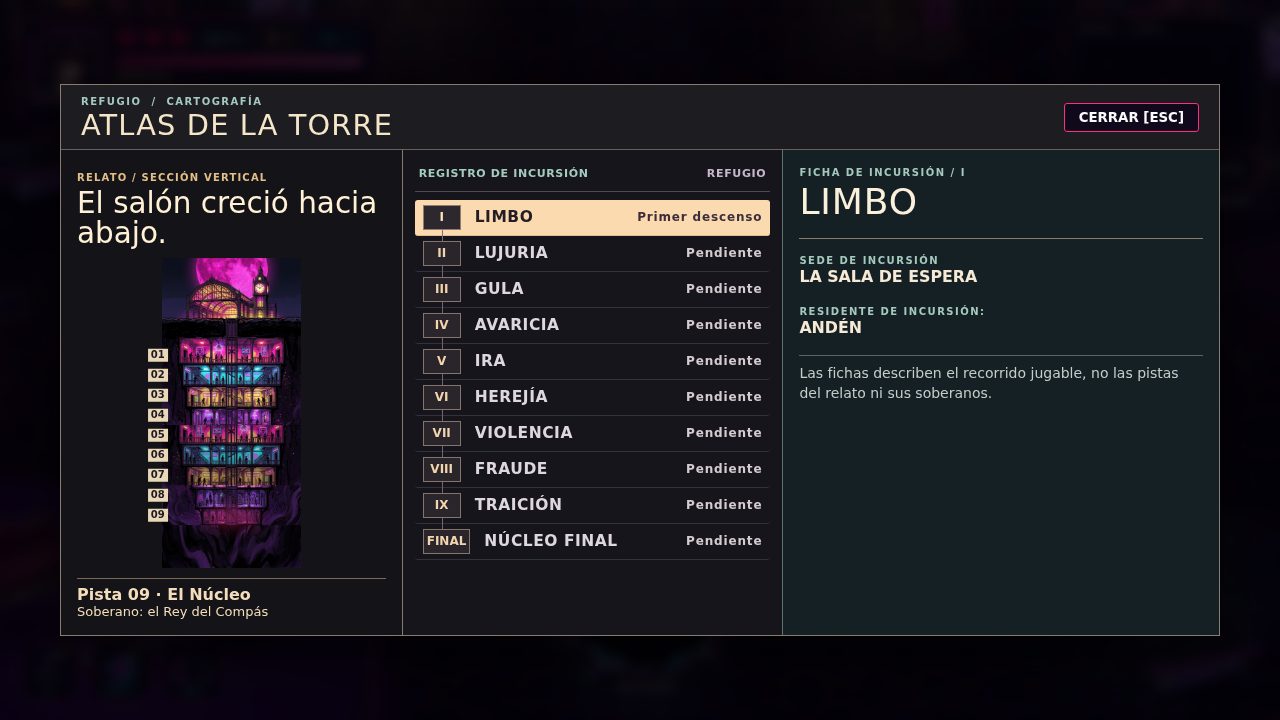 REFUGIO / CARTOGRAFÍA
ATLAS DE LA TORRE
CERRAR [ESC]
RELATO / SECCIÓN VERTICAL
El salón creció hacia
abajo.
01
02
03
04
05
06
07
08
09
Pista 09 · El Núcleo
Soberano: el Rey del Compás
REGISTRO DE INCURSIÓN REFUGIO
I LIMBO Primer descenso
II LUJURIA Pendiente
III GULA Pendiente
IV AVARICIA Pendiente
V IRA Pendiente
VI HEREJÍA Pendiente
VII VIOLENCIA Pendiente
VIII FRAUDE Pendiente
IX TRAICIÓN Pendiente
FINAL NÚCLEO FINAL Pendiente
FICHA DE INCURSIÓN / I
LIMBO
SEDE DE INCURSIÓN
LA SALA DE ESPERA
RESIDENTE DE INCURSIÓN:
ANDÉN
Las fichas describen el recorrido jugable, no las pistas
del relato ni sus soberanos.